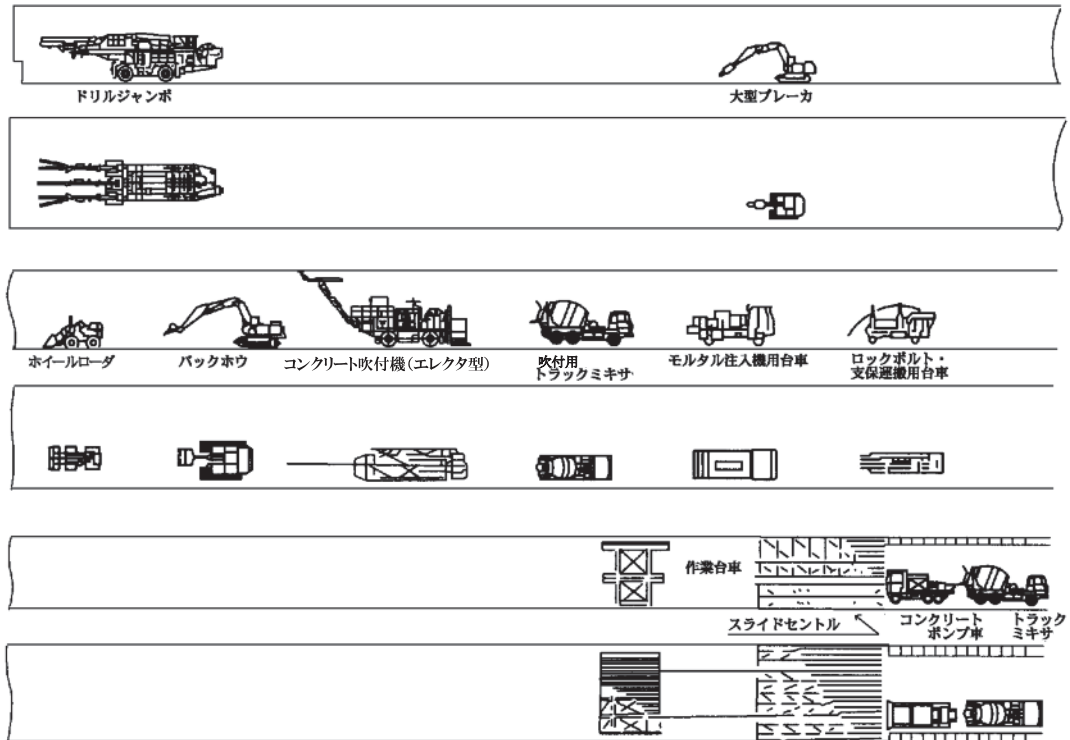 ドリルジャンボ
大型ブレーカ
ホイールローダ
バックホウ
コンクリート吹付機(エレクタ型)
吹付用
トラックミキサ
モルタル注入機用台車
ロックボルト・
支保運搬用台車
作業台車
スライドセントル
コンクリート
ポンプ車
トラック
ミキサ